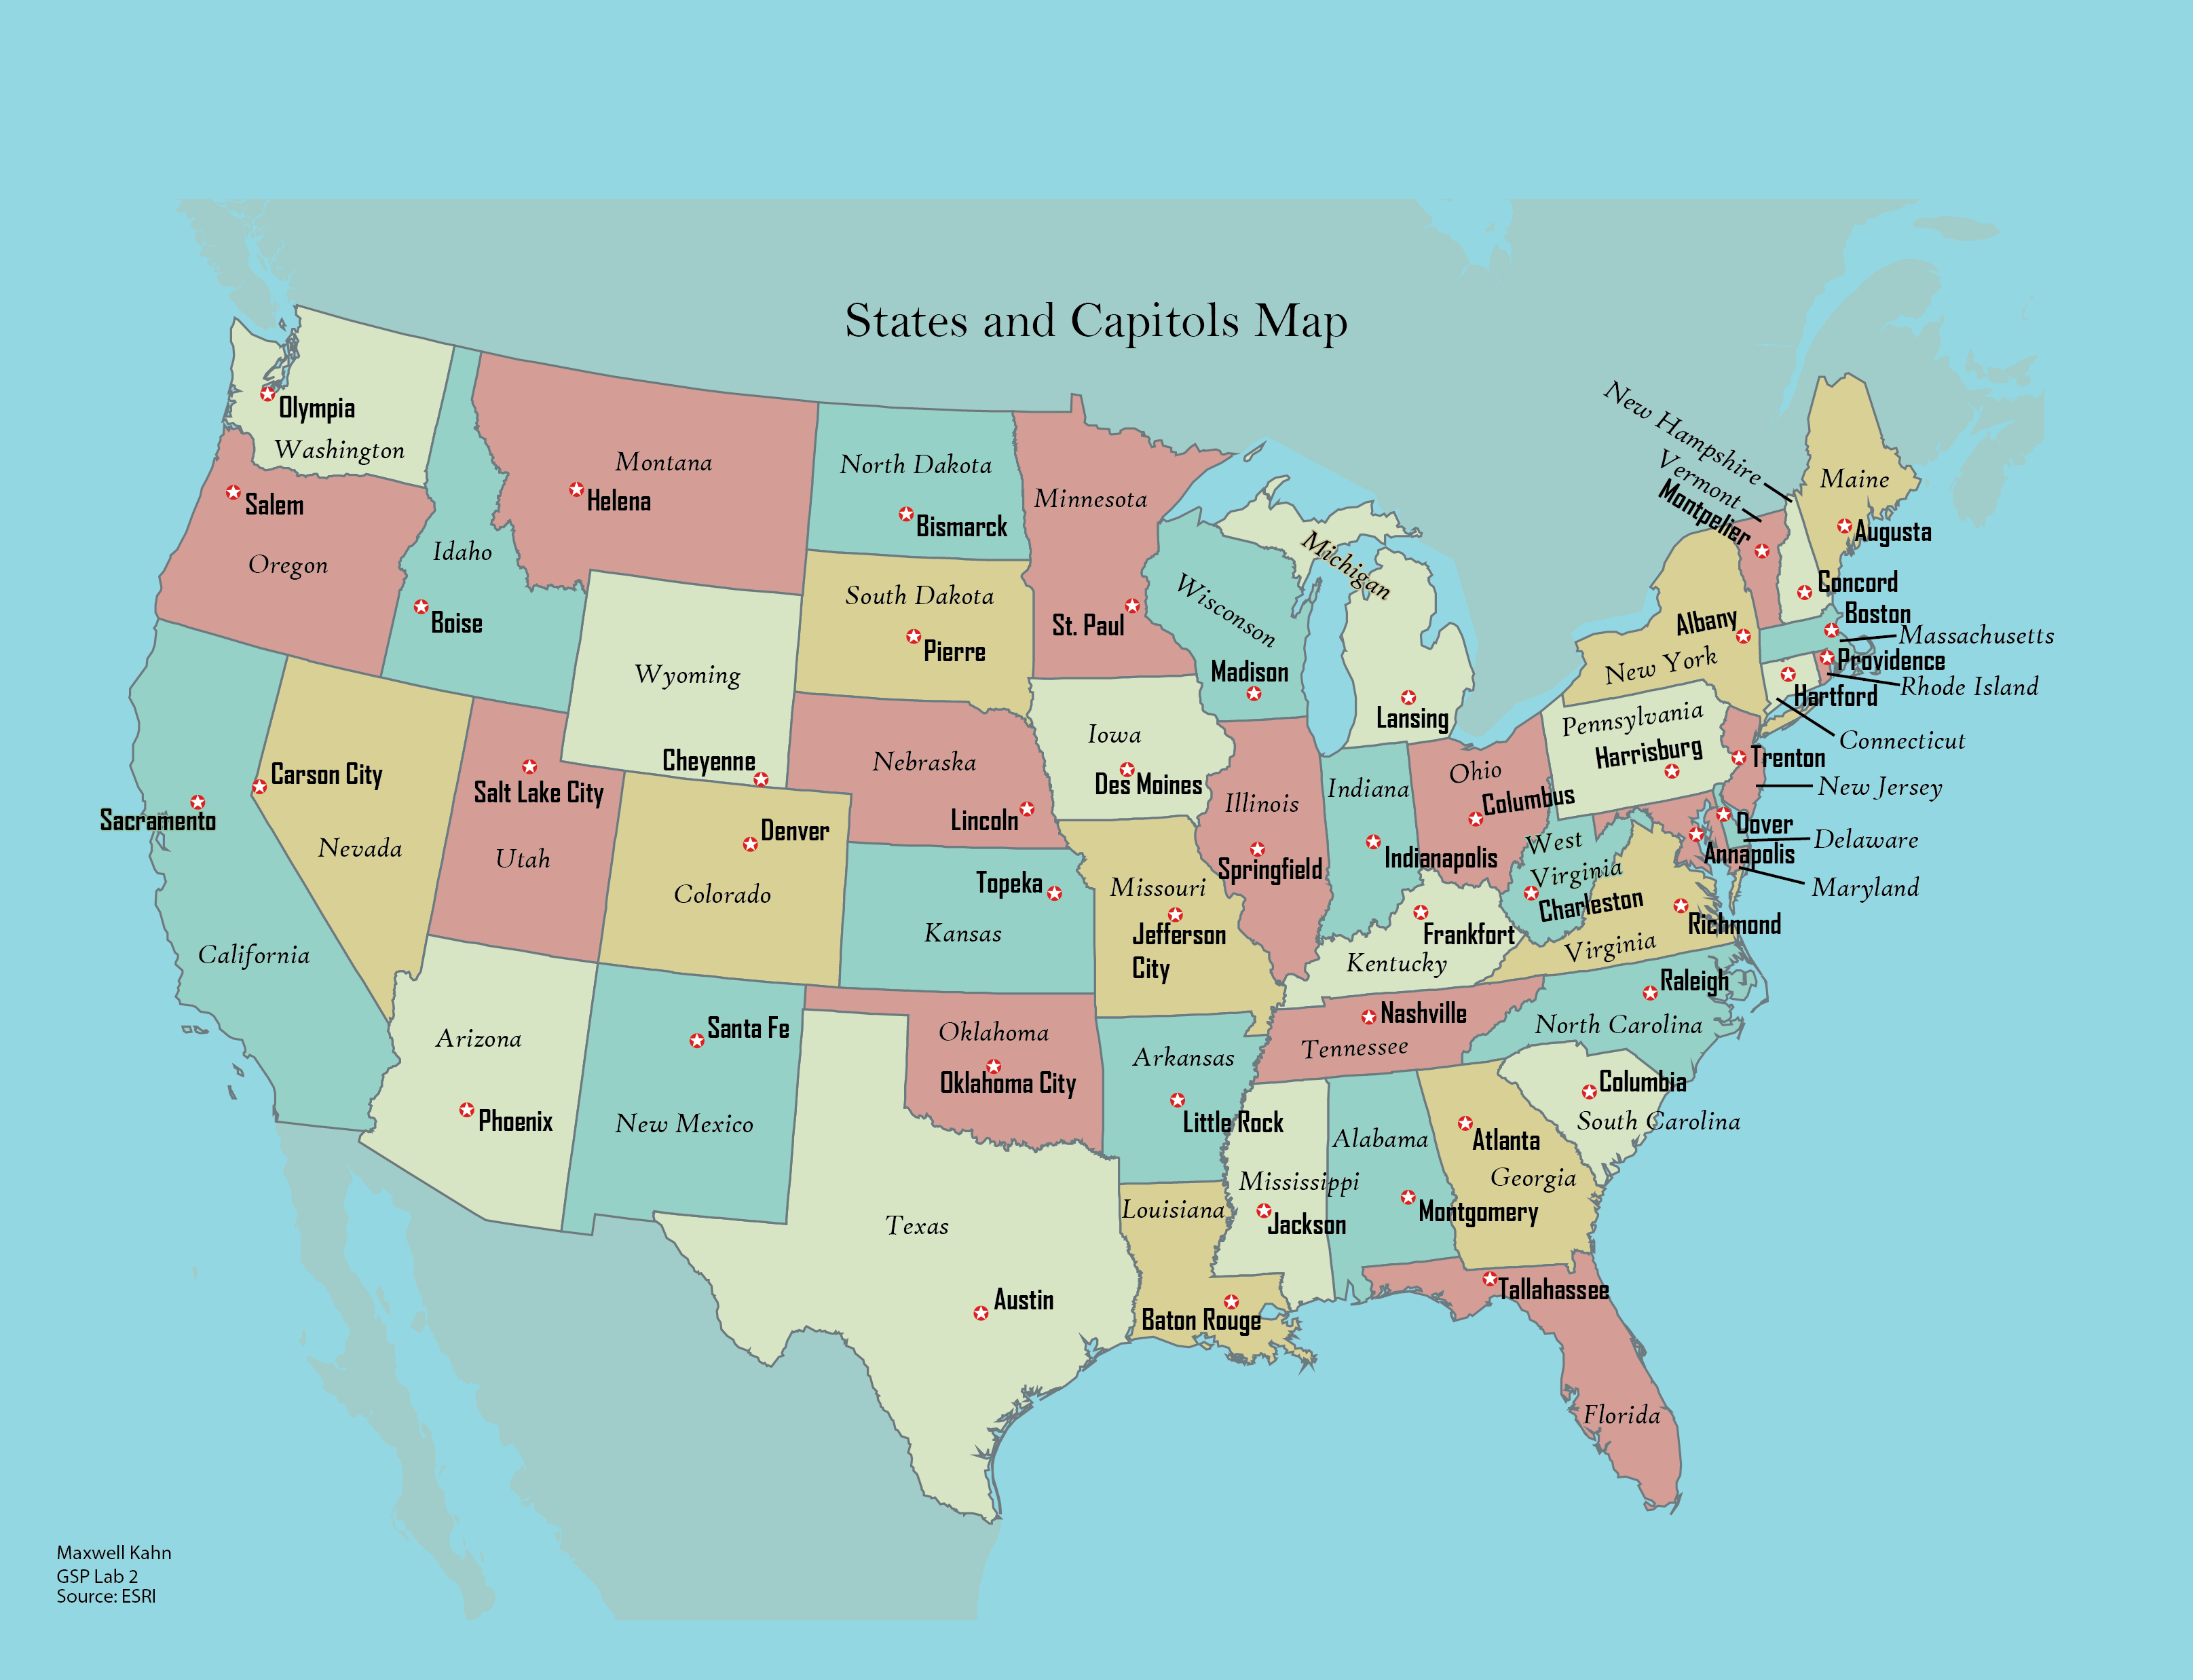 States and Capitols Map
Olympia
Washington
Salem
Oregon
Idaho
Boise
Montana
Helena
North Dakota
Bismarck
South Dakota
Pierre
Minnesota
St. Paul
Wisconson
Madison
Michigan
Lansing
New Hampshire
Vermont
Montpelier
Maine
Augusta
Concord
Boston
Massachusetts
Albany
New York
Providence
Rhode Island
Hartford
Connecticut
Wyoming
Cheyenne
Nebraska
Lincoln
Iowa
Des Moines
Illinois
Springfield
Indiana
Indianapolis
Ohio
Columbus
Pennsylvania
Harrisburg
Trenton
New Jersey
Dover
Delaware
Annapolis
Maryland
West
Virginia
Charleston
Richmond
Virginia
Sacramento
California
Carson City
Nevada
Salt Lake City
Utah
Denver
Colorado
Topeka
Kansas
Missouri
Jefferson
City
Frankfort
Kentucky
Nashville
Tennessee
Raleigh
North Carolina
Columbia
South Carolina
Arizona
Phoenix
Santa Fe
New Mexico
Oklahoma
Oklahoma City
Arkansas
Little Rock
Texas
Austin
Louisiana
Baton Rouge
Mississippi
Jackson
Alabama
Montgomery
Atlanta
Georgia
Tallahassee
Florida
Maxwell Kahn
GSP Lab 2
Source: ESRI